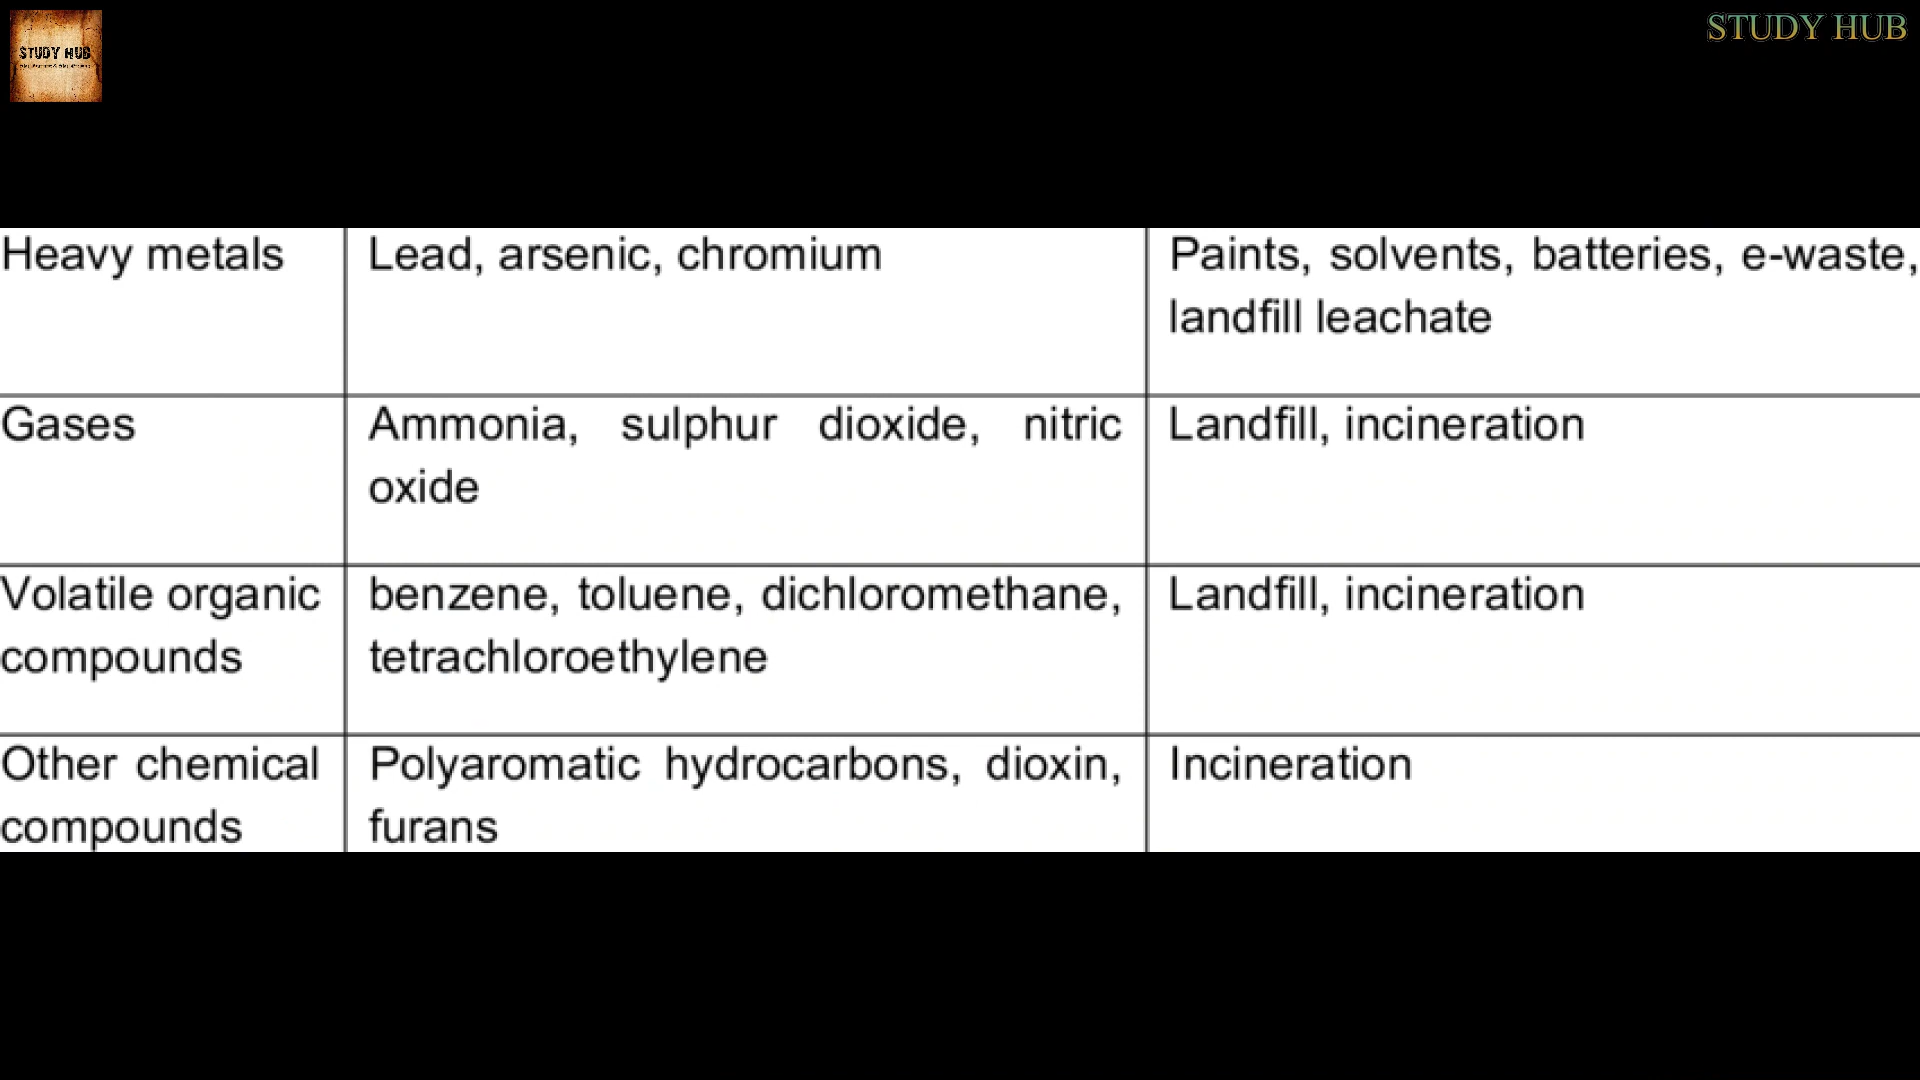 STUDY HUB
STUDY HUB
Heavy metals
Lead, arsenic, chromium
Paints, solvents, batteries, e-waste,
landfill leachate
Gases
Ammonia, sulphur dioxide, nitric
oxide
Landfill, incineration
Volatile organic
compounds
benzene, toluene, dichloromethane,
tetrachloroethylene
Landfill, incineration
Other chemical
compounds
Polyaromatic hydrocarbons, dioxin,
furans
Incineration